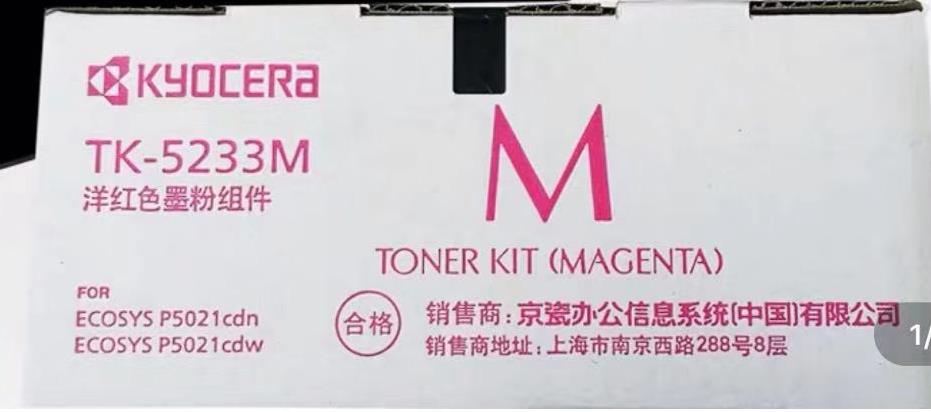 KYOCERa
TK-5233M
洋红色墨粉组件
M
TONER KIT (MAGENTA)
FOR
ECOSYS P5021cdn
ECOSYS P5021cdw
合格
销售商:京瓷办公信息系统(中国)有限公司
销售商地址:上海市南京西路288号8层
1/